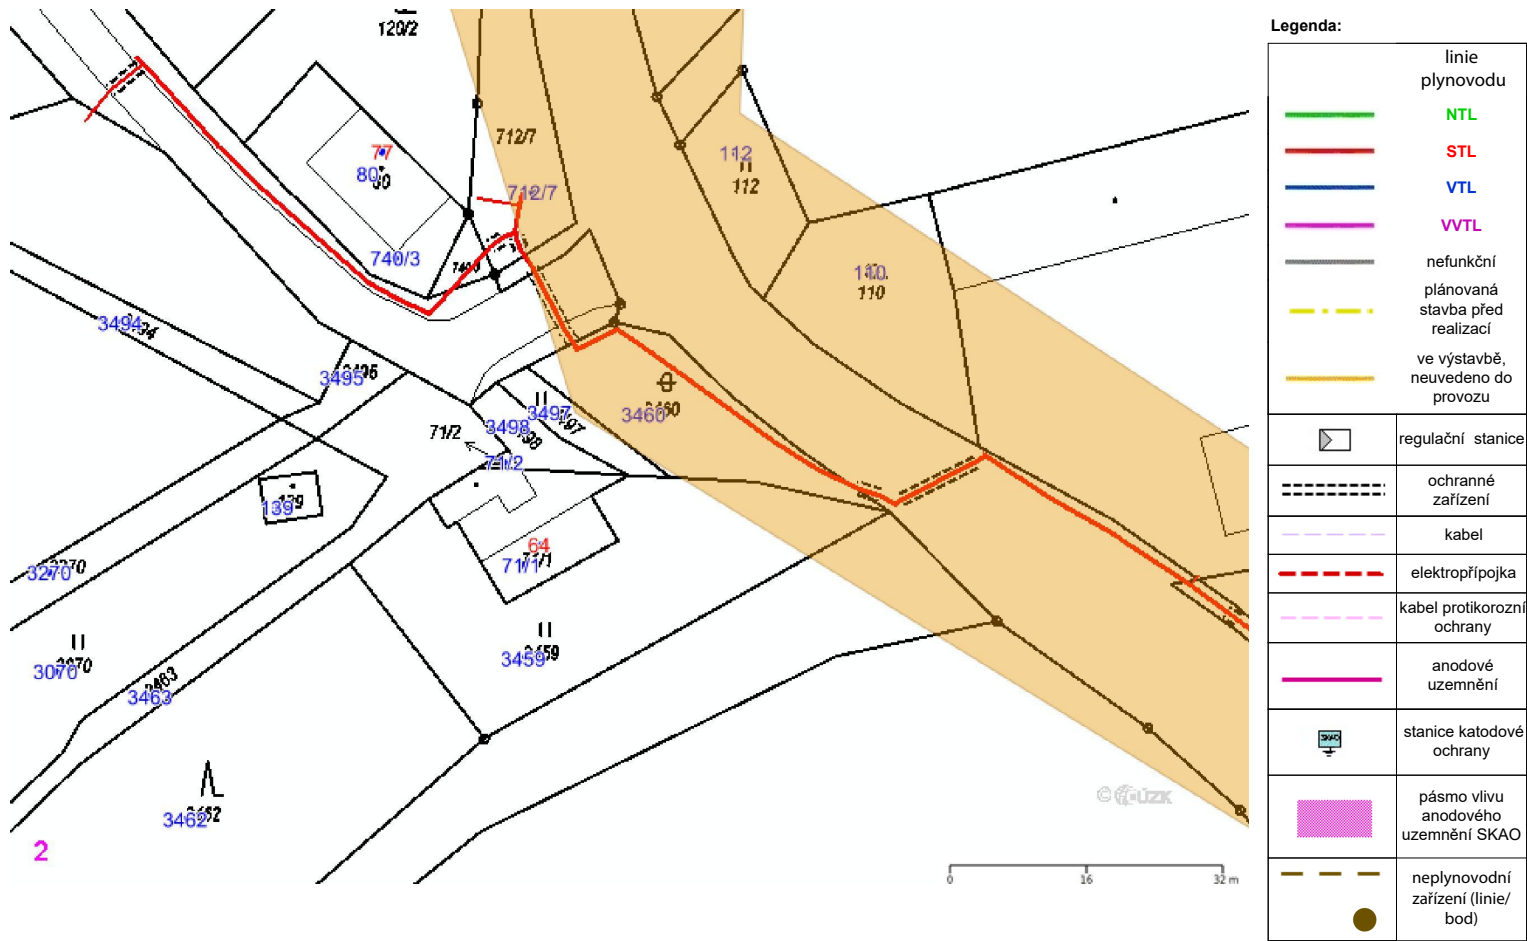 120/2
712/7
77
80
712/7
112
112
740/3
110
110
3494
3495
3460
3497
3498
71/2
71/2
139
64
71/1
3270
3459
3459
3070
3463
3463
3462
2
© ČÚZK
0 16 32 m
Legenda:
linie
plynovodu
NTL
STL
VTL
VVTL
nefunkční
plánovaná
stavba před
realizací
ve výstavbě,
neuvedeno do
provozu
regulační stanice
ochranné
zařízení
kabel
elektropřípojka
kabel protikorozní
ochrany
anodové
uzemnění
SKAO
stanice katodové
ochrany
pásmo vlivu
anodového
uzemnění SKAO
neplynovodní
zařízení (linie/
bod)